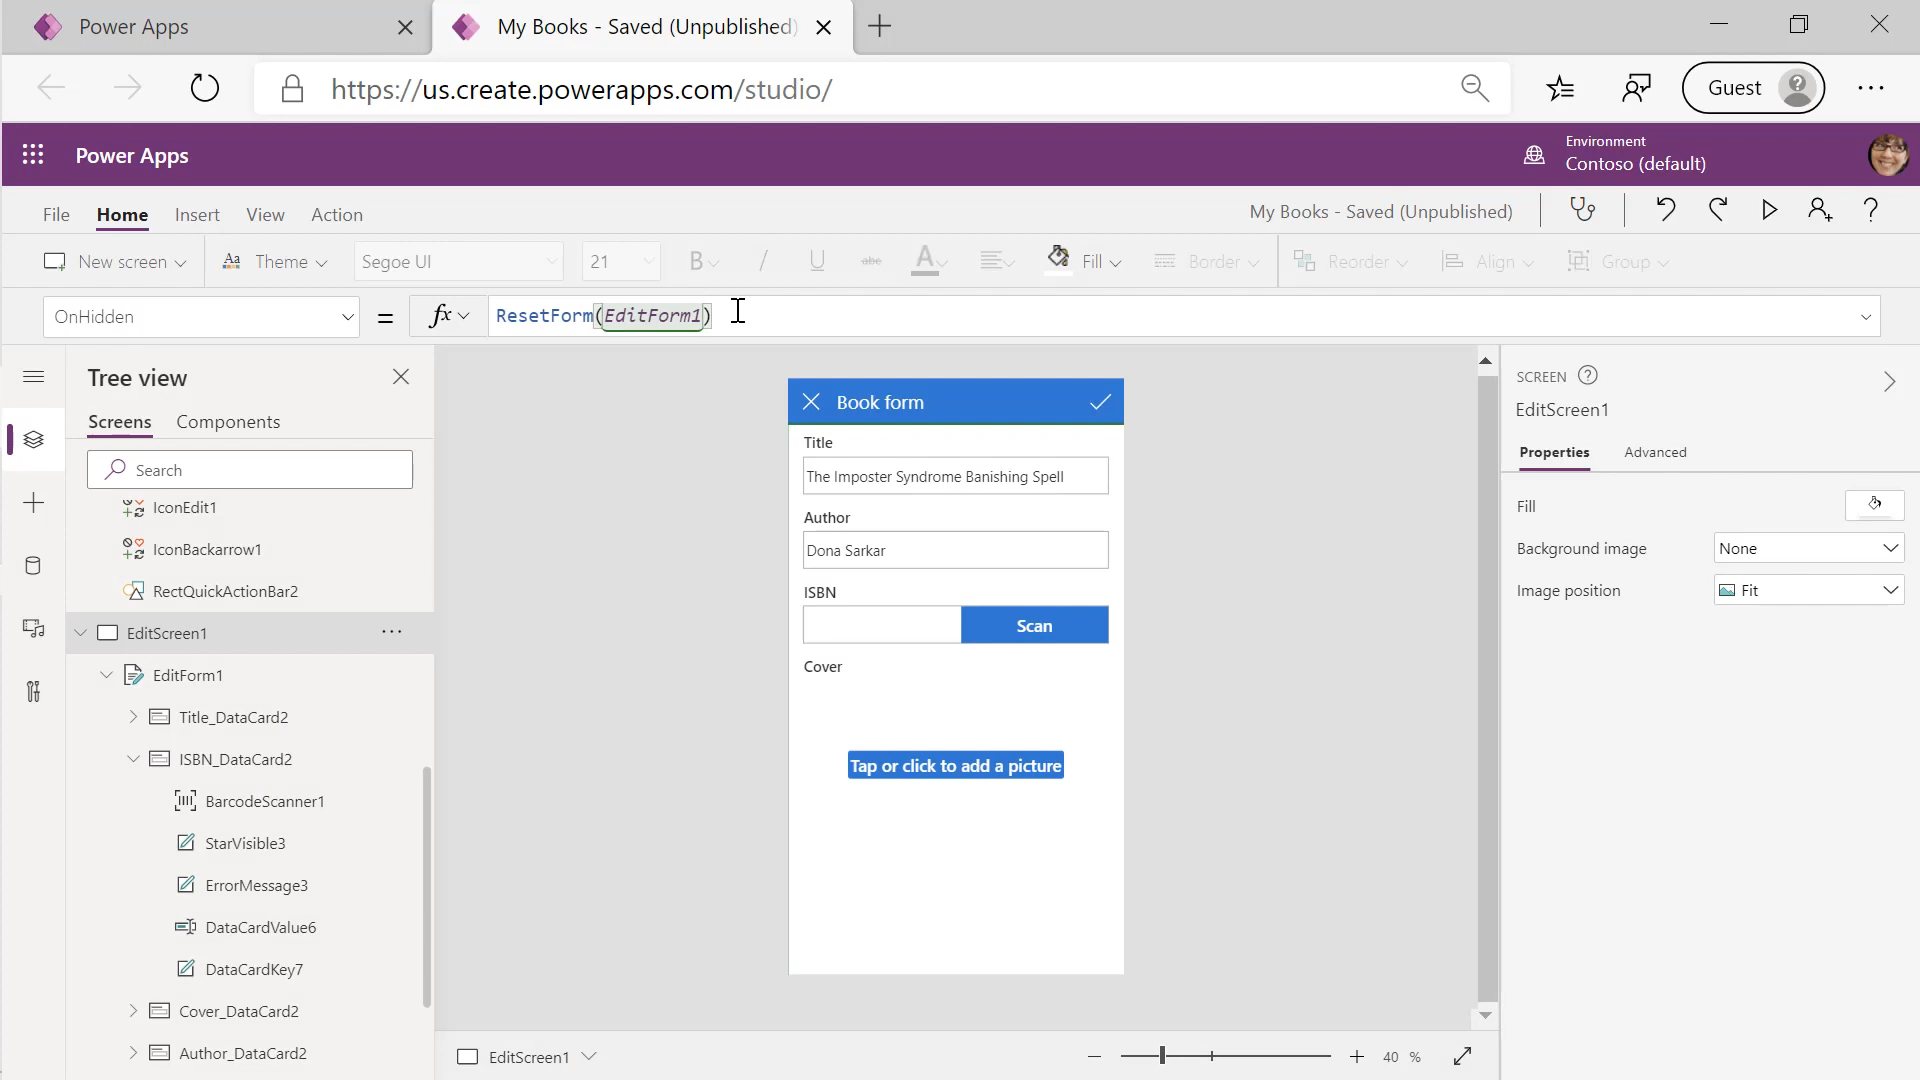 Power Apps
My Books - Saved (Unpublished)
https://us.create.powerapps.com/studio/
Guest
Power Apps
Environment
Contoso (default)
File Home Insert View Action
My Books - Saved (Unpublished)
New screen
Theme
Segoe UI
21
B
/
U
abc
A
Fill
Border
Reorder
Align
Group
OnHidden
=
fx
ResetForm(EditForm1)
Tree view
Screens Components
Search
IconEdit1
IconBackarrow1
RectQuickActionBar2
EditScreen1
EditForm1
Title_DataCard2
ISBN_DataCard2
BarcodeScanner1
StarVisible3
ErrorMessage3
DataCardValue6
DataCardKey7
Cover_DataCard2
Author_DataCard2
Book form
Title
The Imposter Syndrome Banishing Spell
Author
Dona Sarkar
ISBN
Scan
Cover
Tap or click to add a picture
SCREEN
EditScreen1
Properties Advanced
Fill
Background image
None
Image position
Fit
EditScreen1
40 %